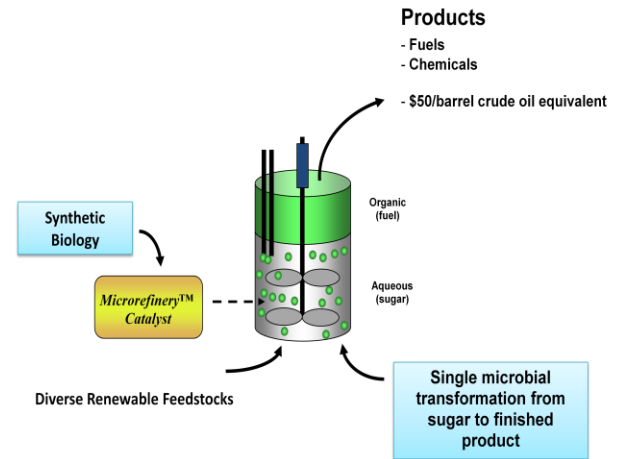 Products
- Fuels
- Chemicals
- $50/barrel crude oil equivalent
Organic
(fuel)
Synthetic
Biology
Aqueous
(sugar)
Microrefinery™
Catalyst
Diverse Renewable Feedstocks
Single microbial
transformation from
sugar to finished
product